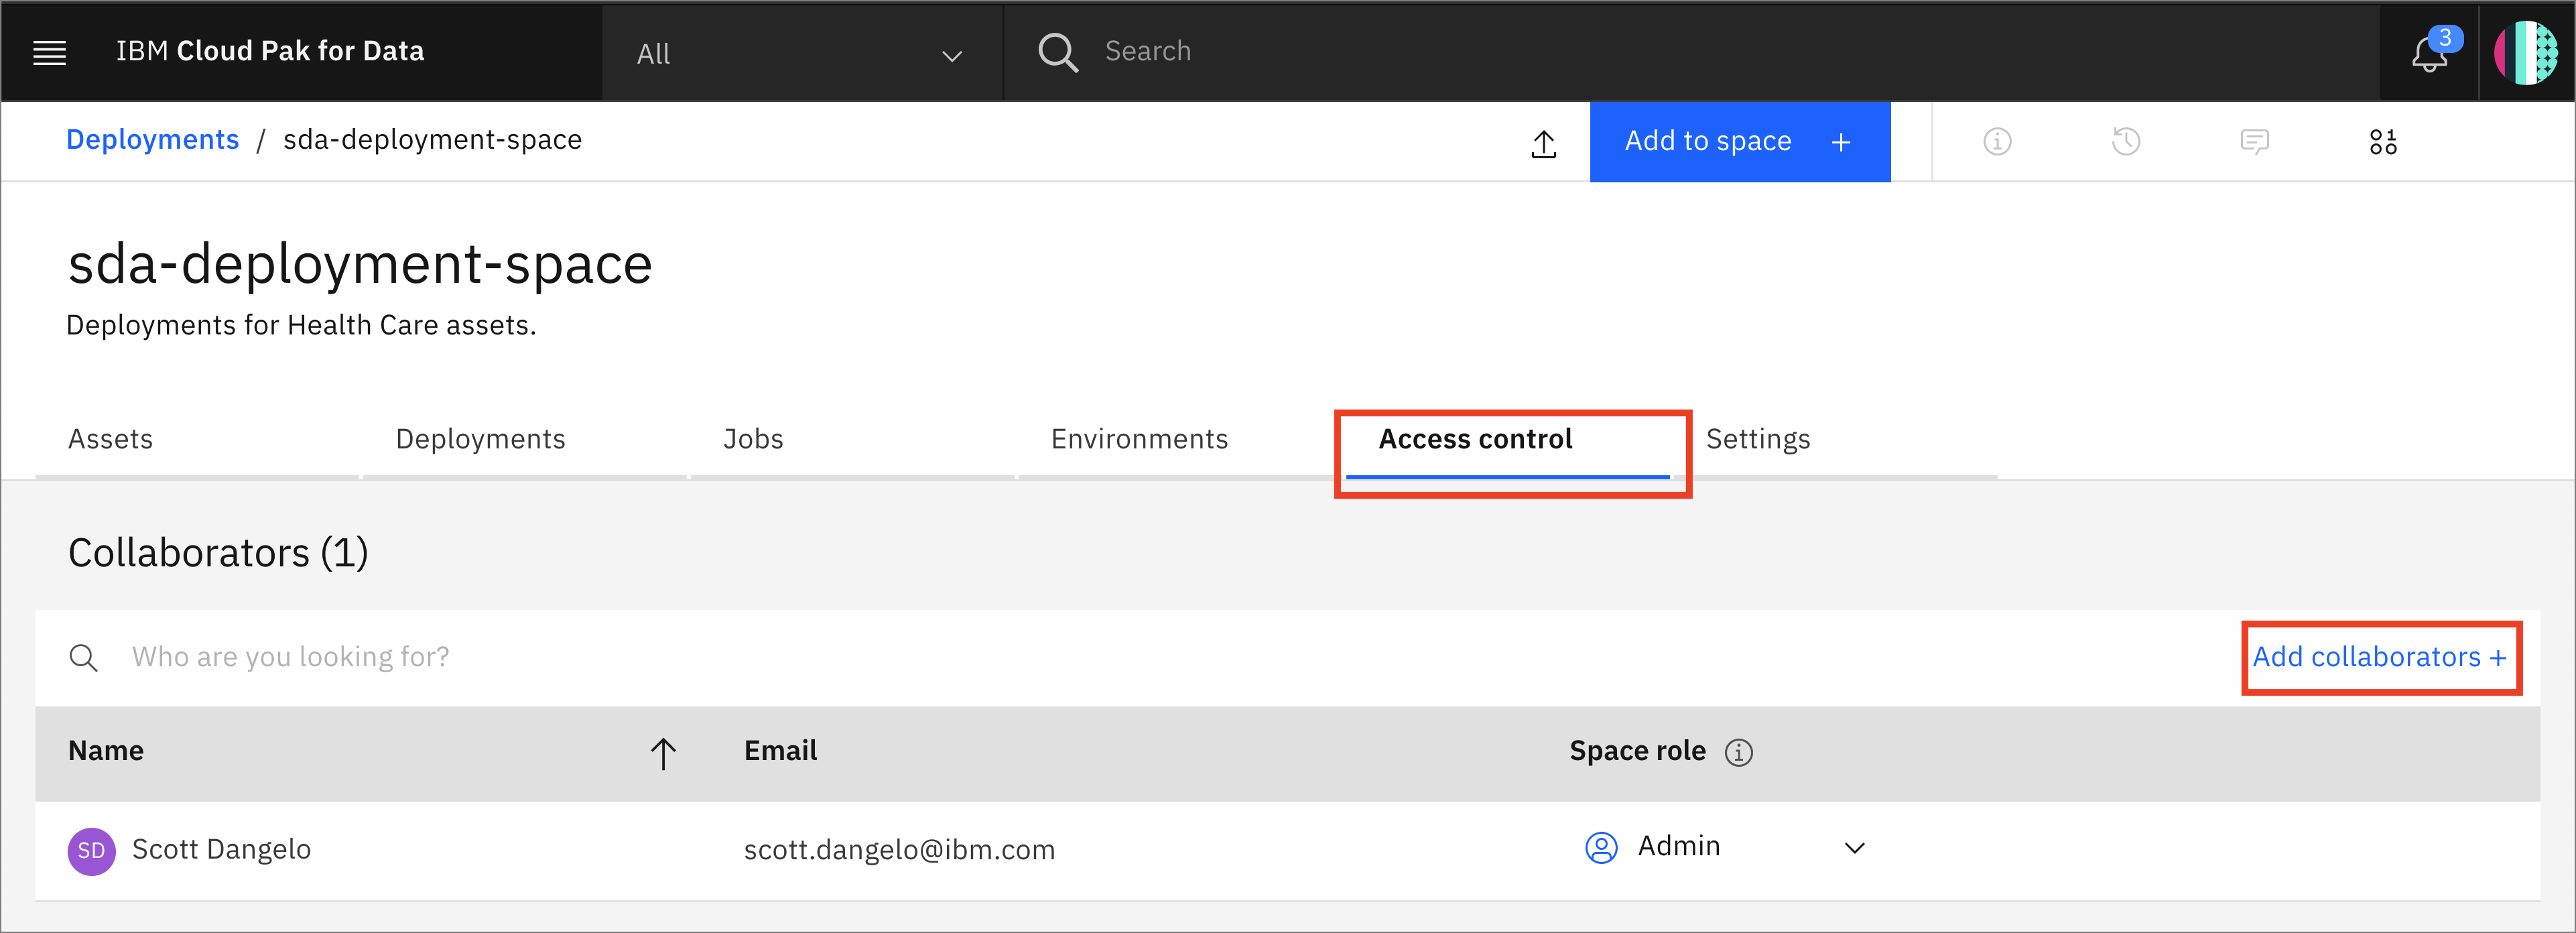 IBM Cloud Pak for Data
All
Search
3
Deployments / sda-deployment-space
Add to space +
sda-deployment-space
Deployments for Health Care assets.
Assets
Deployments
Jobs
Environments
Access control
Settings
Collaborators (1)
Who are you looking for?
Add collaborators +
Name
Email
Space role
SD
Scott Dangelo
scott.dangelo@ibm.com
Admin